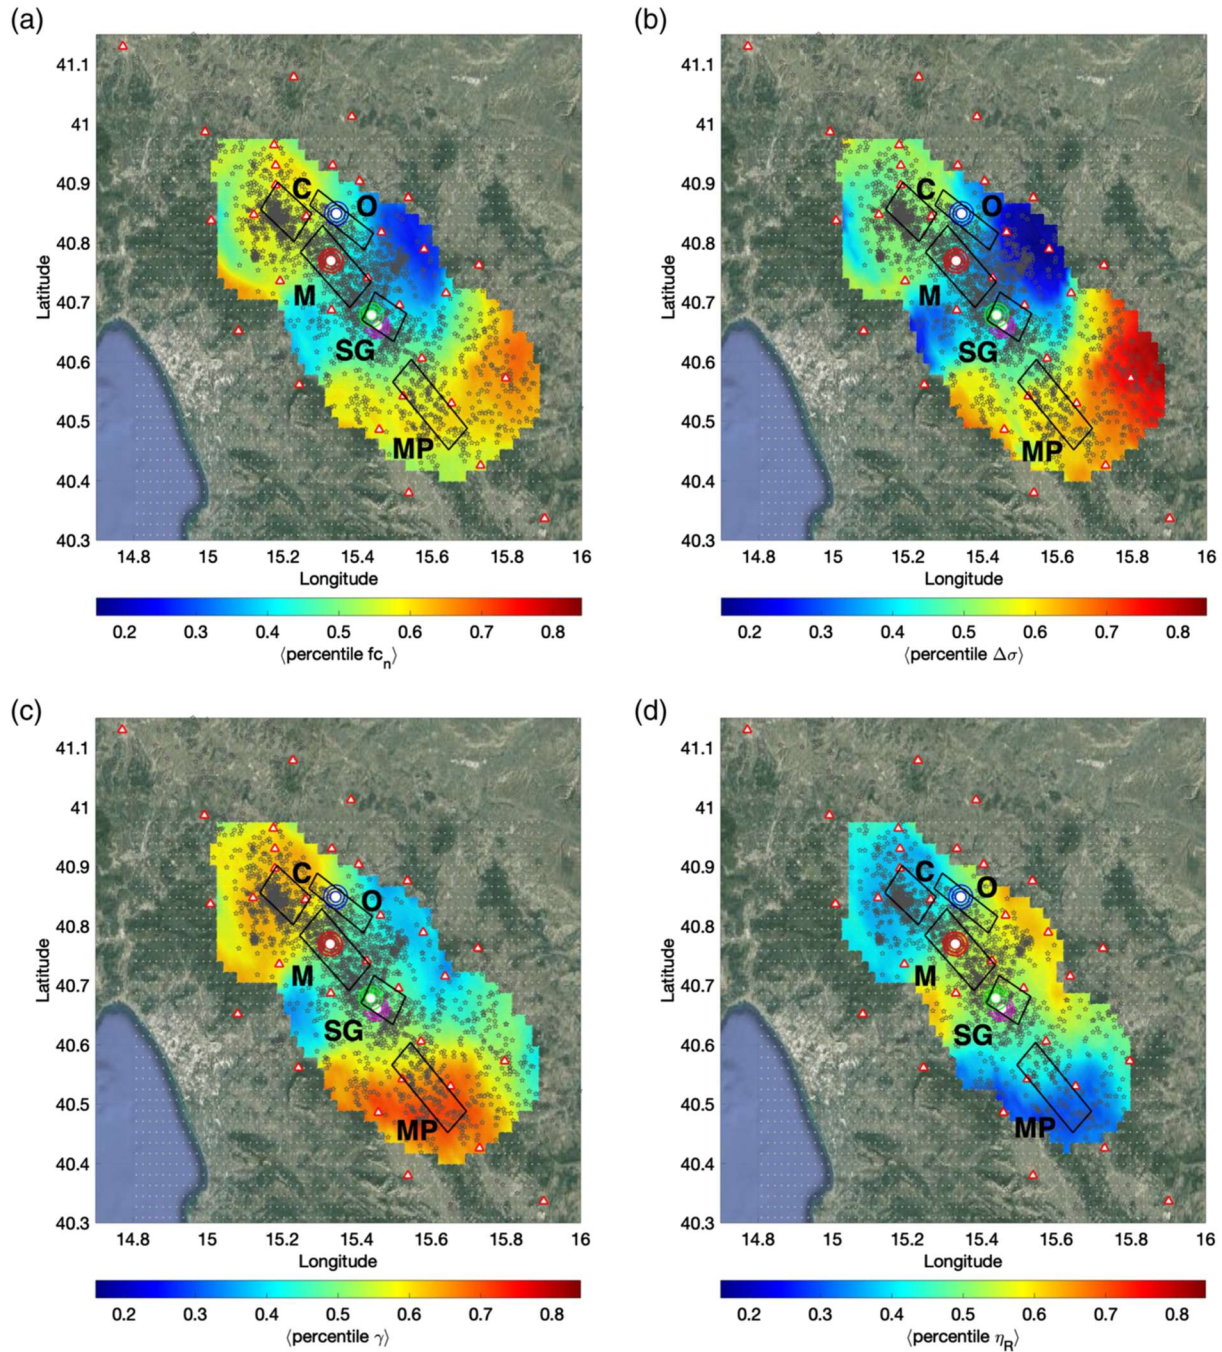 (a)
(b)
41.1
41
40.9
40.8
40.7
40.6
40.5
40.4
40.3
Latitude
C
O
M
SG
MP
14.8 15 15.2 15.4 15.6 15.8 16
Longitude
0.2 0.3 0.4 0.5 0.6 0.7 0.8
⟨percentile fc_n⟩
41.1
41
40.9
40.8
40.7
40.6
40.5
40.4
40.3
Latitude
C
O
M
SG
MP
14.8 15 15.2 15.4 15.6 15.8 16
Longitude
0.2 0.3 0.4 0.5 0.6 0.7 0.8
⟨percentile Δσ⟩
(c)
(d)
41.1
41
40.9
40.8
40.7
40.6
40.5
40.4
40.3
Latitude
C
O
M
SG
MP
14.8 15 15.2 15.4 15.6 15.8 16
Longitude
0.2 0.3 0.4 0.5 0.6 0.7 0.8
⟨percentile γ⟩
41.1
41
40.9
40.8
40.7
40.6
40.5
40.4
40.3
Latitude
C
O
M
SG
MP
14.8 15 15.2 15.4 15.6 15.8 16
Longitude
0.2 0.3 0.4 0.5 0.6 0.7 0.8
⟨percentile η_R⟩